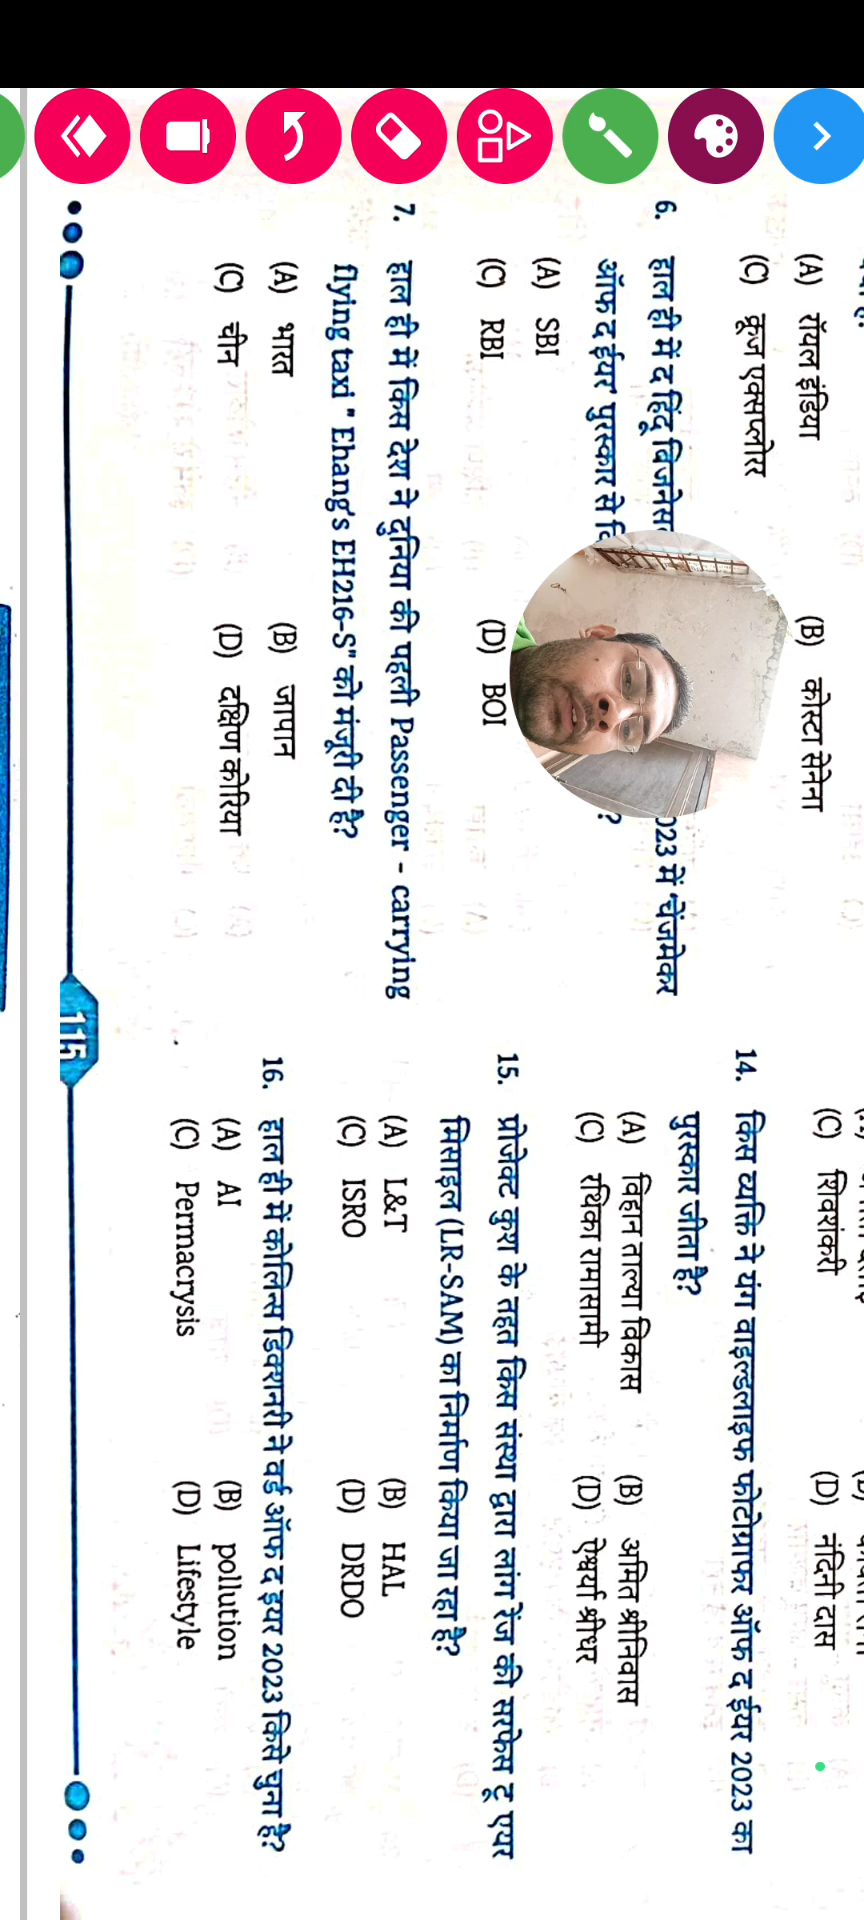 (A) रॉयल इंडिया (B) कोस्टा सेरेना
(C) क्रूज एक्सप्लोरर
6. हाल ही में द हिंदू बिजनेस 023 में 'चेंजमेकर
ऑफ द ईयर' पुरस्कार से ?
(A) SBI
(C) RBI (D) BOI
7. हाल ही में किस देश ने दुनिया की पहली Passenger - carrying
flying taxi " Ehang's EH216-S" को मंजूरी दी है?
(A) भारत (B) जापान
(C) चीन (D) दक्षिण कोरिया
(C) शिवशंकरी (D) नंदिनी दास
14. किस व्यक्ति ने यंग वाइल्डलाइफ फोटोग्राफर ऑफ द ईयर 2023 का
पुरस्कार जीता है?
(A) विहान ताल्या विकास (B) अमित श्रीनिवास
(C) रथिका रामासामी (D) ऐश्वर्या श्रीधर
15. प्रोजेक्ट कुश के तहत किस संस्था द्वारा लांग रेंज की सरफेस टू एयर
मिसाइल (LR-SAM) का निर्माण किया जा रहा है?
(A) L&T (B) HAL
(C) ISRO (D) DRDO
16. हाल ही में कोलिन्स डिक्शनरी ने वर्ड ऑफ द इयर 2023 किसे चुना है?
(A) AI (B) pollution
(C) Permacrysis (D) Lifestyle
115